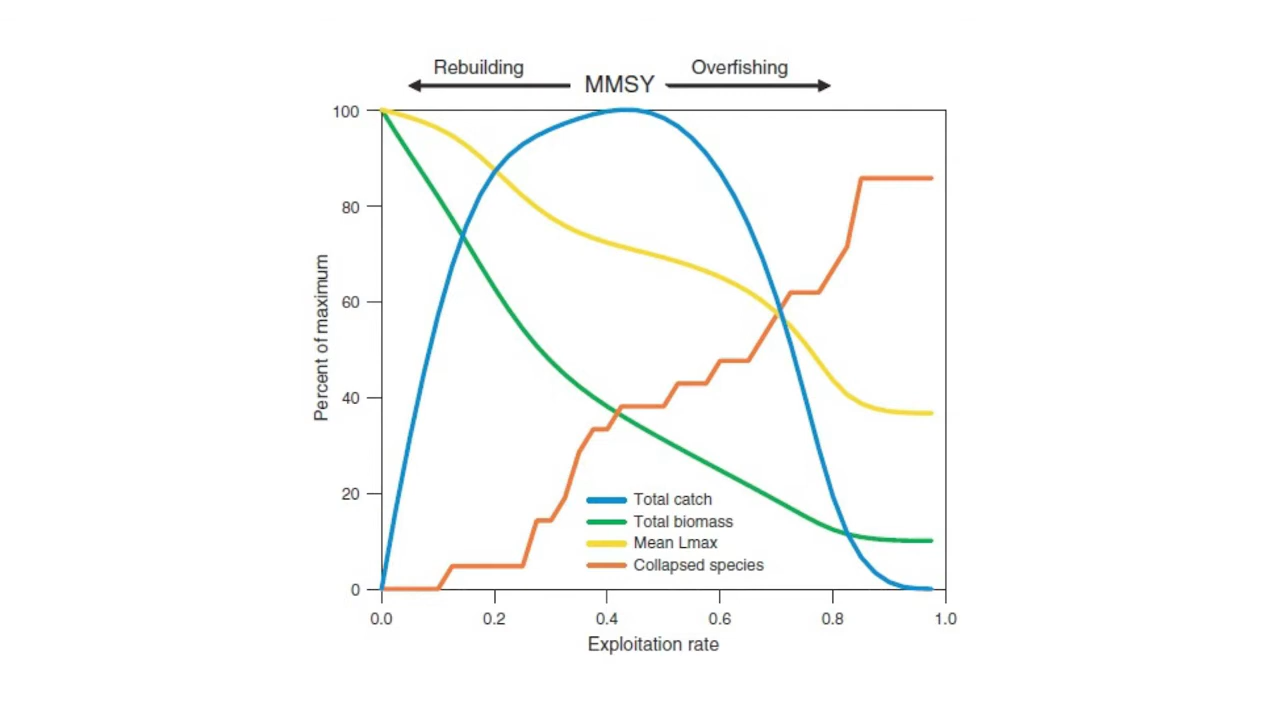 Rebuilding
MMSY
Overfishing
100
80
60
40
20
0
Percent of maximum
Total catch
Total biomass
Mean Lmax
Collapsed species
0.0
0.2
0.4
0.6
0.8
1.0
Exploitation rate